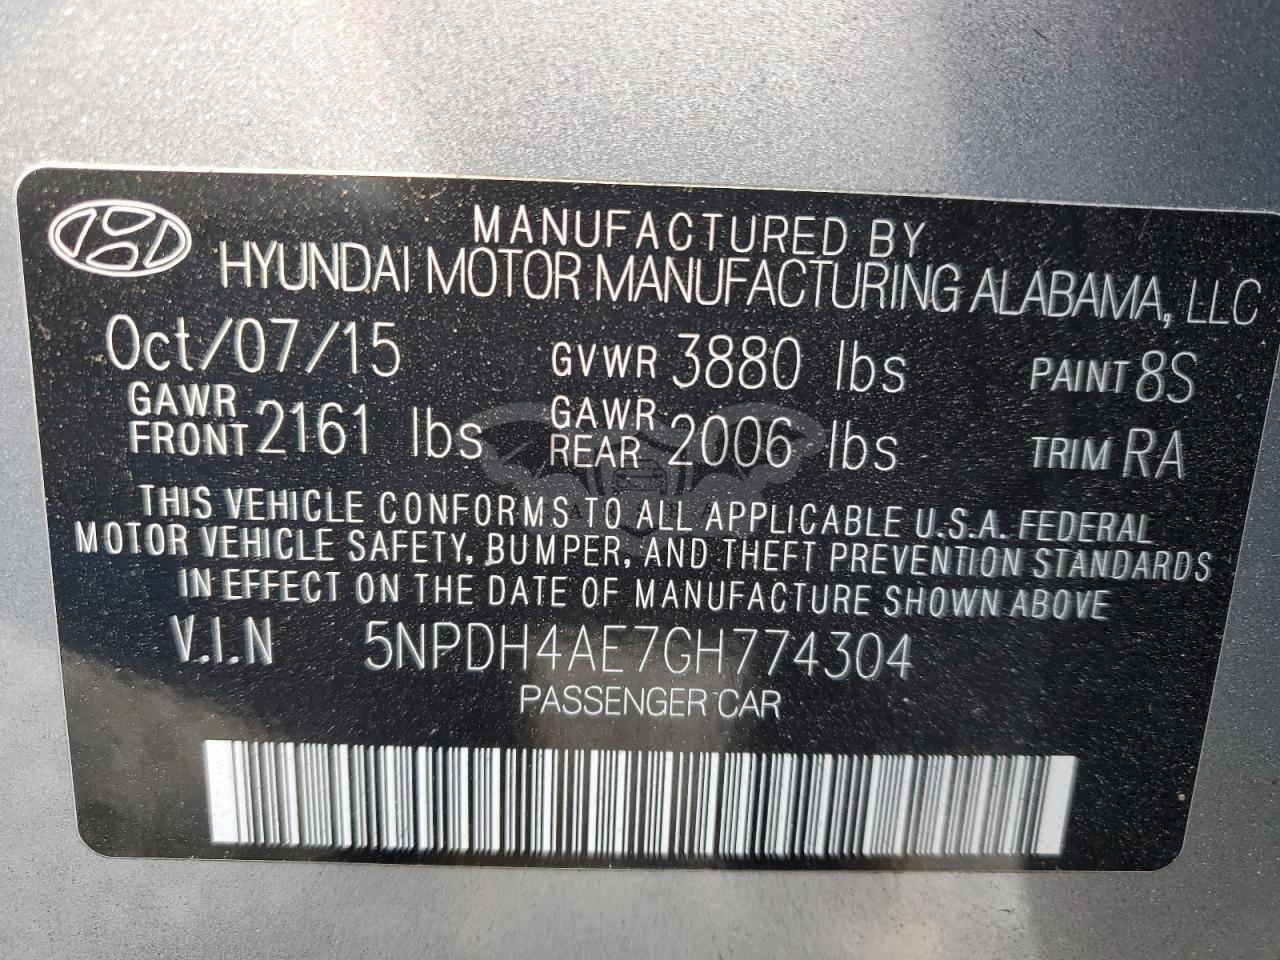 MANUFACTURED BY
HYUNDAI MOTOR MANUFACTURING ALABAMA, LLC
Oct/07/15 GVWR 3880 lbs PAINT 8S
GAWR FRONT 2161 lbs GAWR REAR 2006 lbs TRIM RA
THIS VEHICLE CONFORMS TO ALL APPLICABLE U.S.A. FEDERAL
MOTOR VEHICLE SAFETY, BUMPER, AND THEFT PREVENTION STANDARDS
IN EFFECT ON THE DATE OF MANUFACTURE SHOWN ABOVE
V.I.N 5NPDH4AE7GH774304
PASSENGER CAR